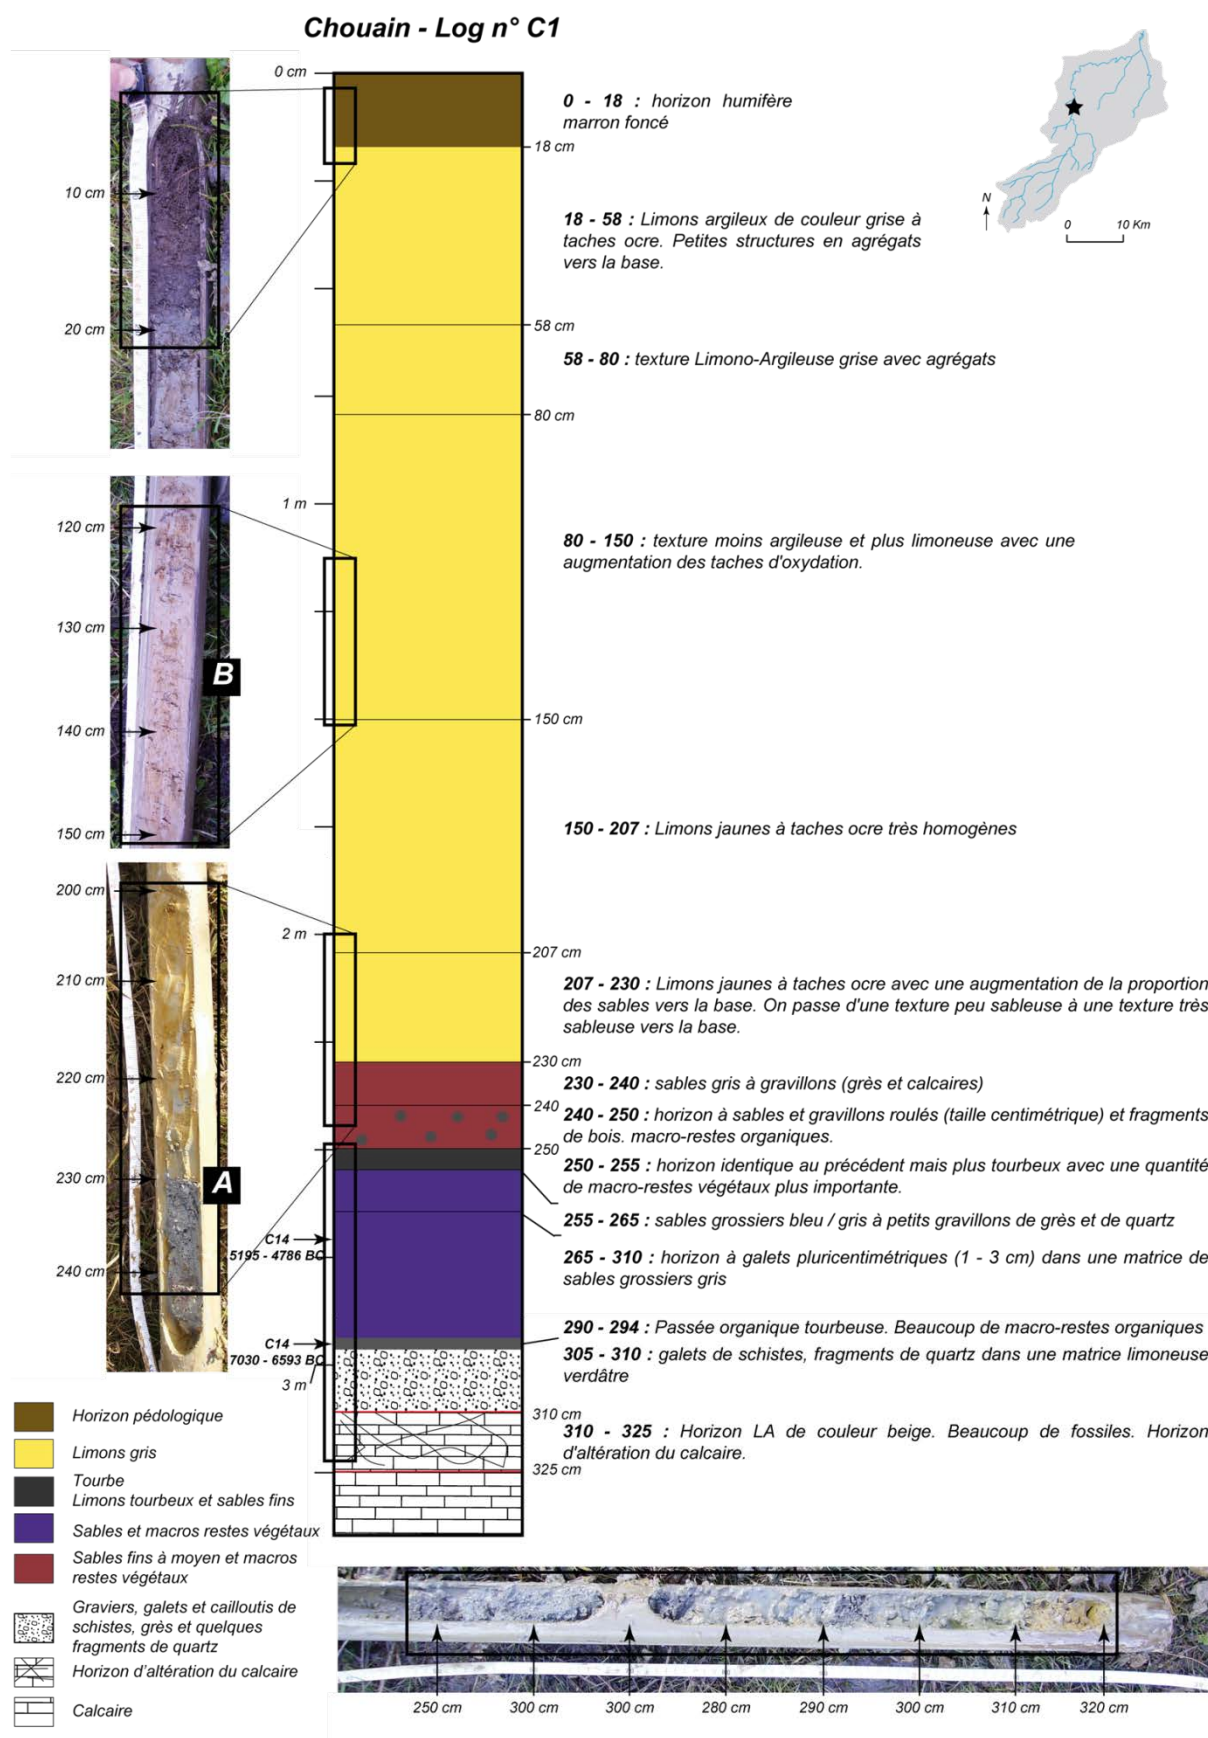 Chouain - Log n° C1
0 cm
0 - 18 : horizon humifère
marron foncé
18 cm
10 cm
20 cm
N
0
10 Km
18 - 58 : Limons argileux de couleur grise à
taches ocre. Petites structures en agrégats
vers la base.
58 cm
58 - 80 : texture Limono-Argileuse grise avec agrégats
80 cm
1 m
120 cm
130 cm
B
140 cm
150 cm
80 - 150 : texture moins argileuse et plus limoneuse avec une
augmentation des taches d'oxydation.
150 cm
150 - 207 : Limons jaunes à taches ocre très homogènes
200 cm
2 m
207 cm
210 cm
207 - 230 : Limons jaunes à taches ocre avec une augmentation de la proportion
des sables vers la base. On passe d'une texture peu sableuse à une texture très
sableuse vers la base.
220 cm
230 cm
230 - 240 : sables gris à gravillons (grès et calcaires)
240
240 - 250 : horizon à sables et gravillons roulés (taille centimétrique) et fragments
de bois. macro-restes organiques.
250
230 cm
A
240 cm
250 - 255 : horizon identique au précédent mais plus tourbeux avec une quantité
de macro-restes végétaux plus importante.
255 - 265 : sables grossiers bleu / gris à petits gravillons de grès et de quartz
C14
5195 - 4786 BC
265 - 310 : horizon à galets pluricentimétriques (1 - 3 cm) dans une matrice de
sables grossiers gris
290 - 294 : Passée organique tourbeuse. Beaucoup de macro-restes organiques
C14
7030 - 6593 BC
305 - 310 : galets de schistes, fragments de quartz dans une matrice limoneuse
verdâtre
3 m
310 cm
310 - 325 : Horizon LA de couleur beige. Beaucoup de fossiles. Horizon
d'altération du calcaire.
325 cm
Horizon pédologique
Limons gris
Tourbe
Limons tourbeux et sables fins
Sables et macros restes végétaux
Sables fins à moyen et macros
restes végétaux
Graviers, galets et cailloutis de
schistes, grès et quelques
fragments de quartz
Horizon d'altération du calcaire
Calcaire
250 cm
300 cm
300 cm
280 cm
290 cm
300 cm
310 cm
320 cm